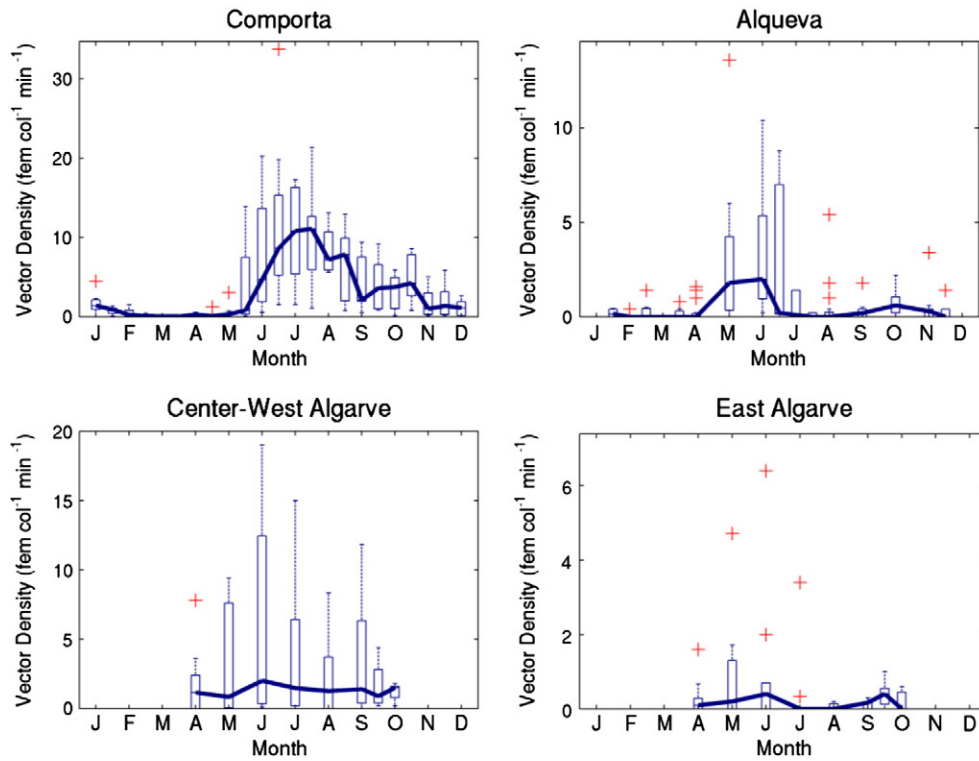 Comporta
Vector Density (fem col⁻¹ min⁻¹)
30
20
10
0
J F M A M J J A S O N D
Month
Alqueva
Vector Density (fem col⁻¹ min⁻¹)
10
5
0
J F M A M J J A S O N D
Month
Center-West Algarve
Vector Density (fem col⁻¹ min⁻¹)
20
15
10
5
0
J F M A M J J A S O N D
Month
East Algarve
Vector Density (fem col⁻¹ min⁻¹)
6
4
2
0
J F M A M J J A S O N D
Month